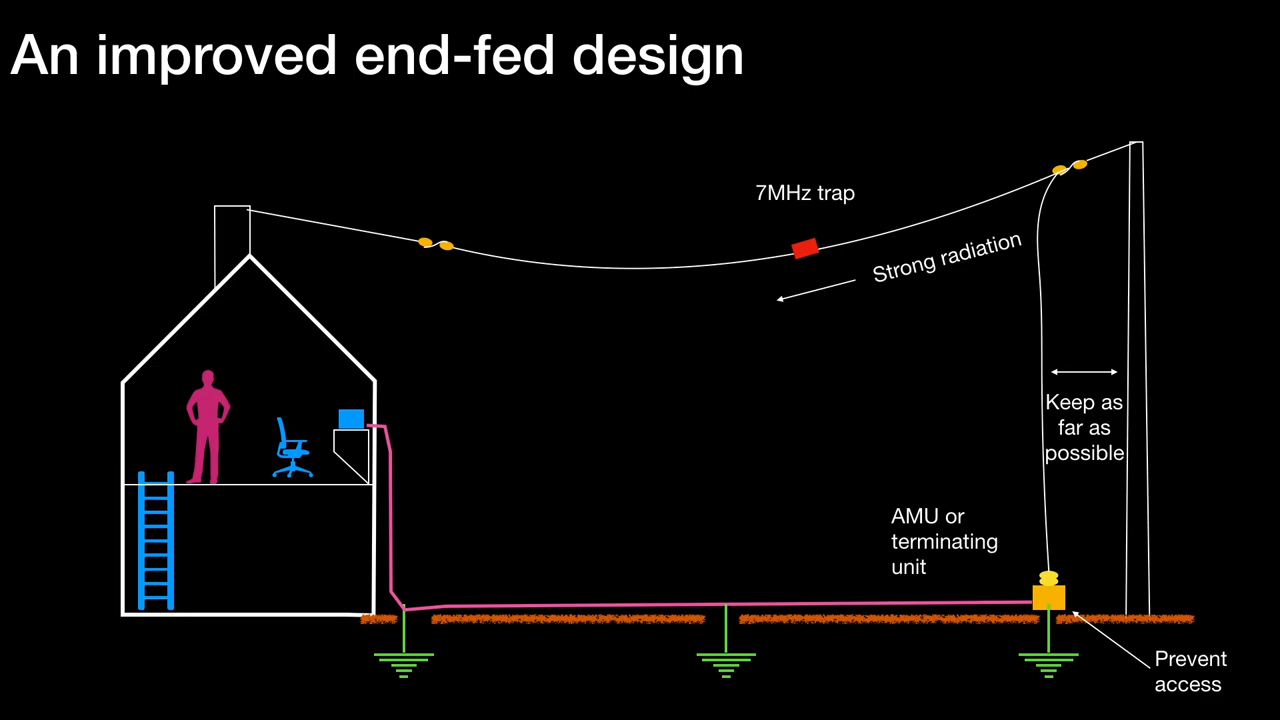 An improved end-fed design
7MHz trap
Strong radiation
Keep as
far as
possible
AMU or
terminating
unit
Prevent
access